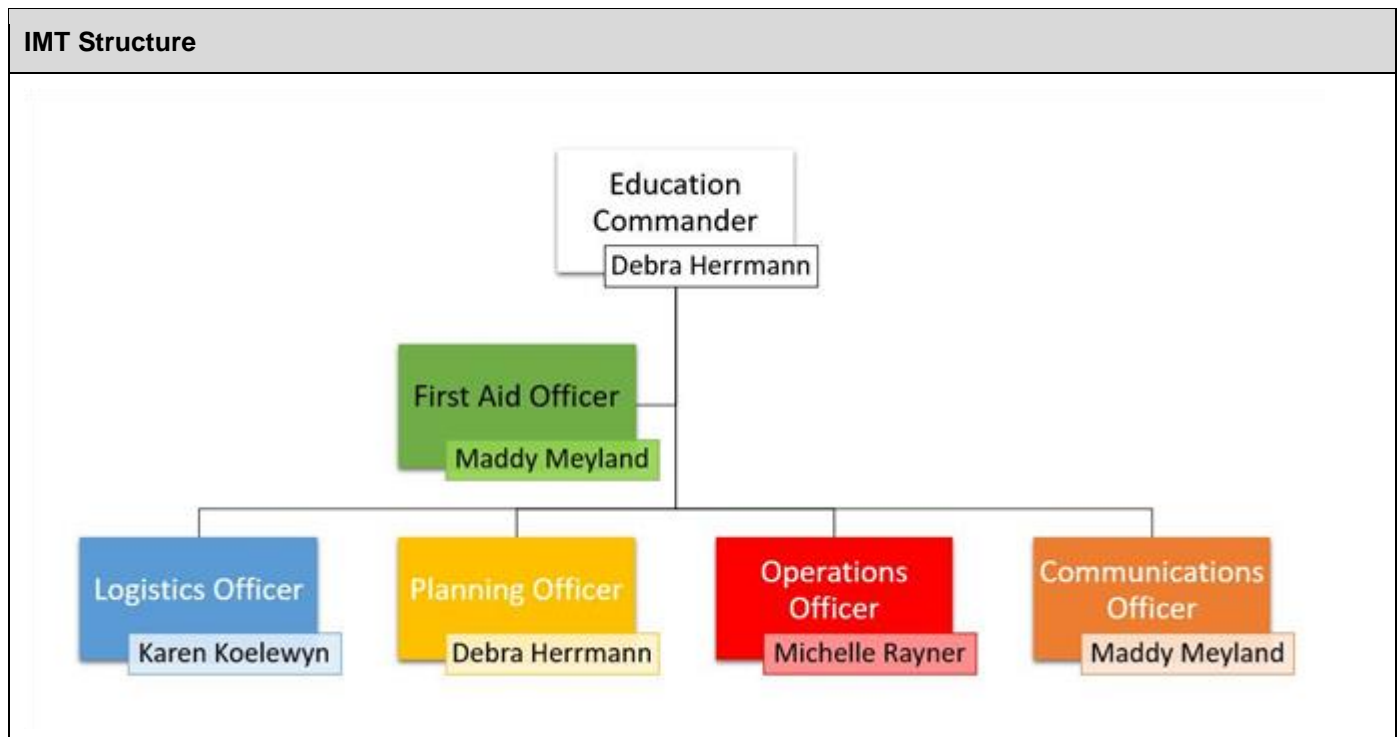 IMT Structure
Education
Commander
Debra Herrmann
First Aid Officer
Maddy Meyland
Logistics Officer
Karen Koelewyn
Planning Officer
Debra Herrmann
Operations
Officer
Michelle Rayner
Communications
Officer
Maddy Meyland